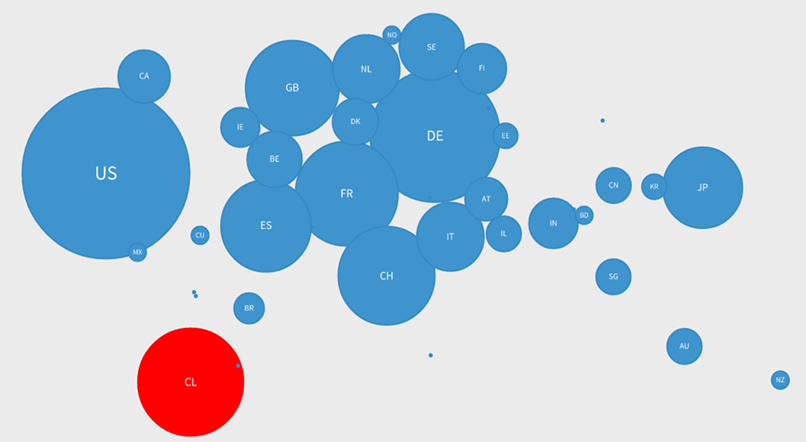 NO
SE
CA
NL
FI
GB
DK
IE
DE
EE
BE
US
FR
CN
KR
JP
AT
ES
IT
IL
IN
BD
CU
MX
CH
SG
BR
AU
CL
NZ